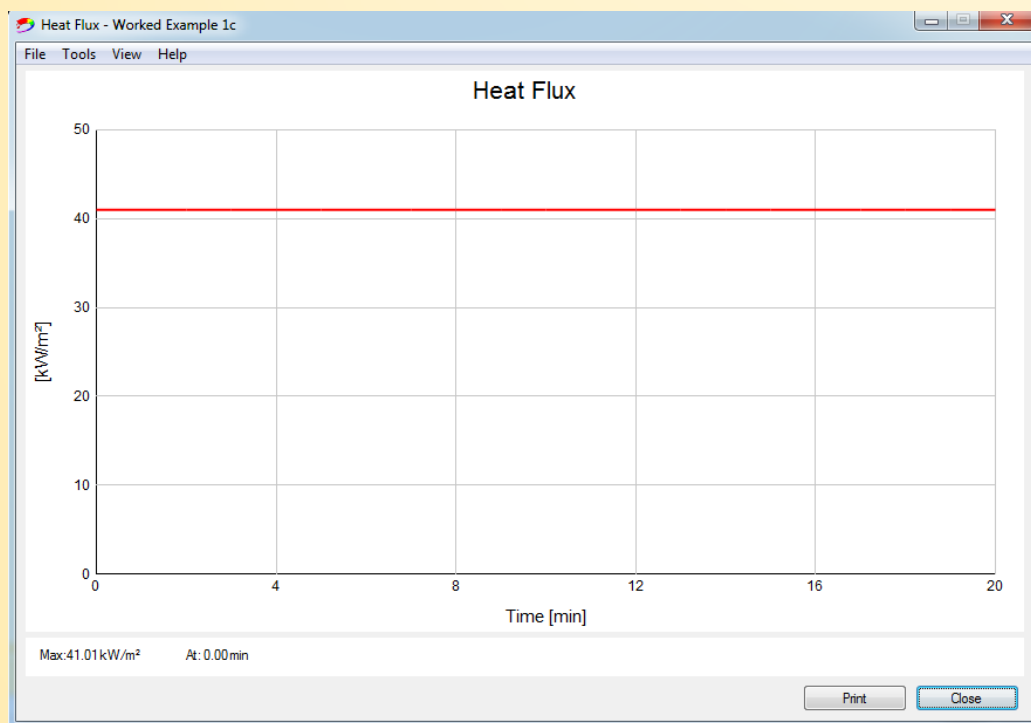 Heat Flux - Worked Example 1c
File Tools View Help
Heat Flux
50
40
30
20
10
0
[kW/m²]
0 4 8 12 16 20
Time [min]
Max:41.01kW/m² At: 0.00min
Print Close